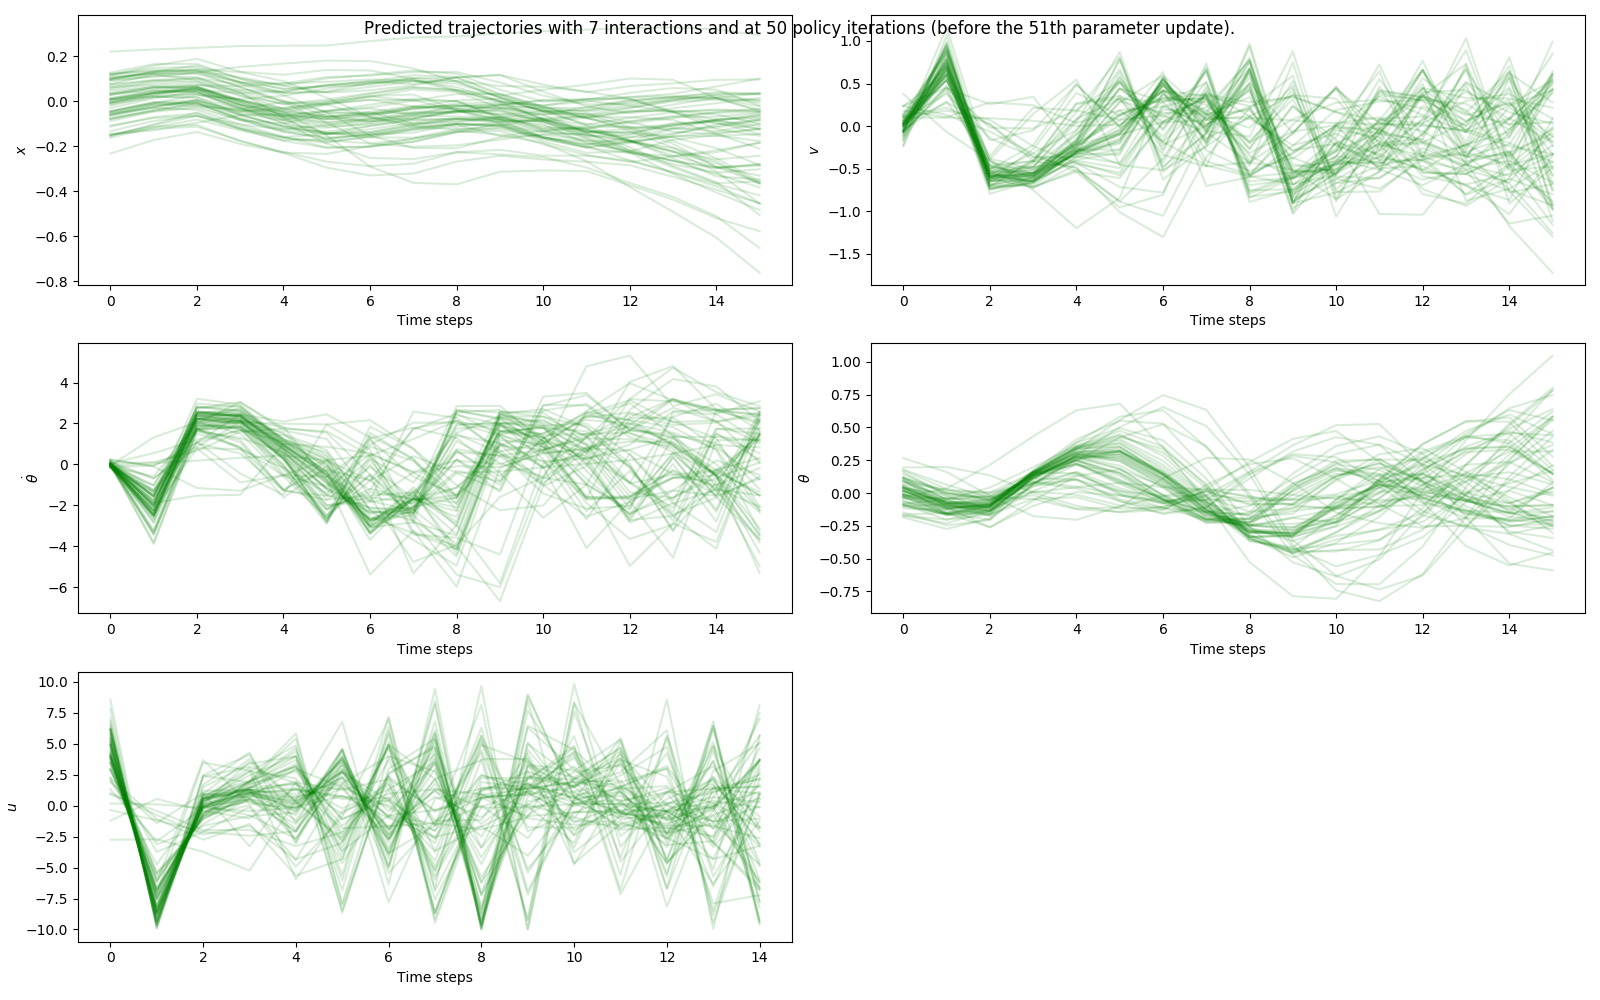 Predicted trajectories with 7 interactions and at 50 policy iterations (before the 51th parameter update).
0.2
0.0
−0.2
−0.4
−0.6
−0.8
x
0 2 4 6 8 10 12 14
Time steps
1.0
0.5
0.0
−0.5
−1.0
−1.5
v
0 2 4 6 8 10 12 14
Time steps
4
2
0
−2
−4
−6
θ̇
0 2 4 6 8 10 12 14
Time steps
1.00
0.75
0.50
0.25
0.00
−0.25
−0.50
−0.75
θ
0 2 4 6 8 10 12 14
Time steps
10.0
7.5
5.0
2.5
0.0
−2.5
−5.0
−7.5
−10.0
u
0 2 4 6 8 10 12 14
Time steps